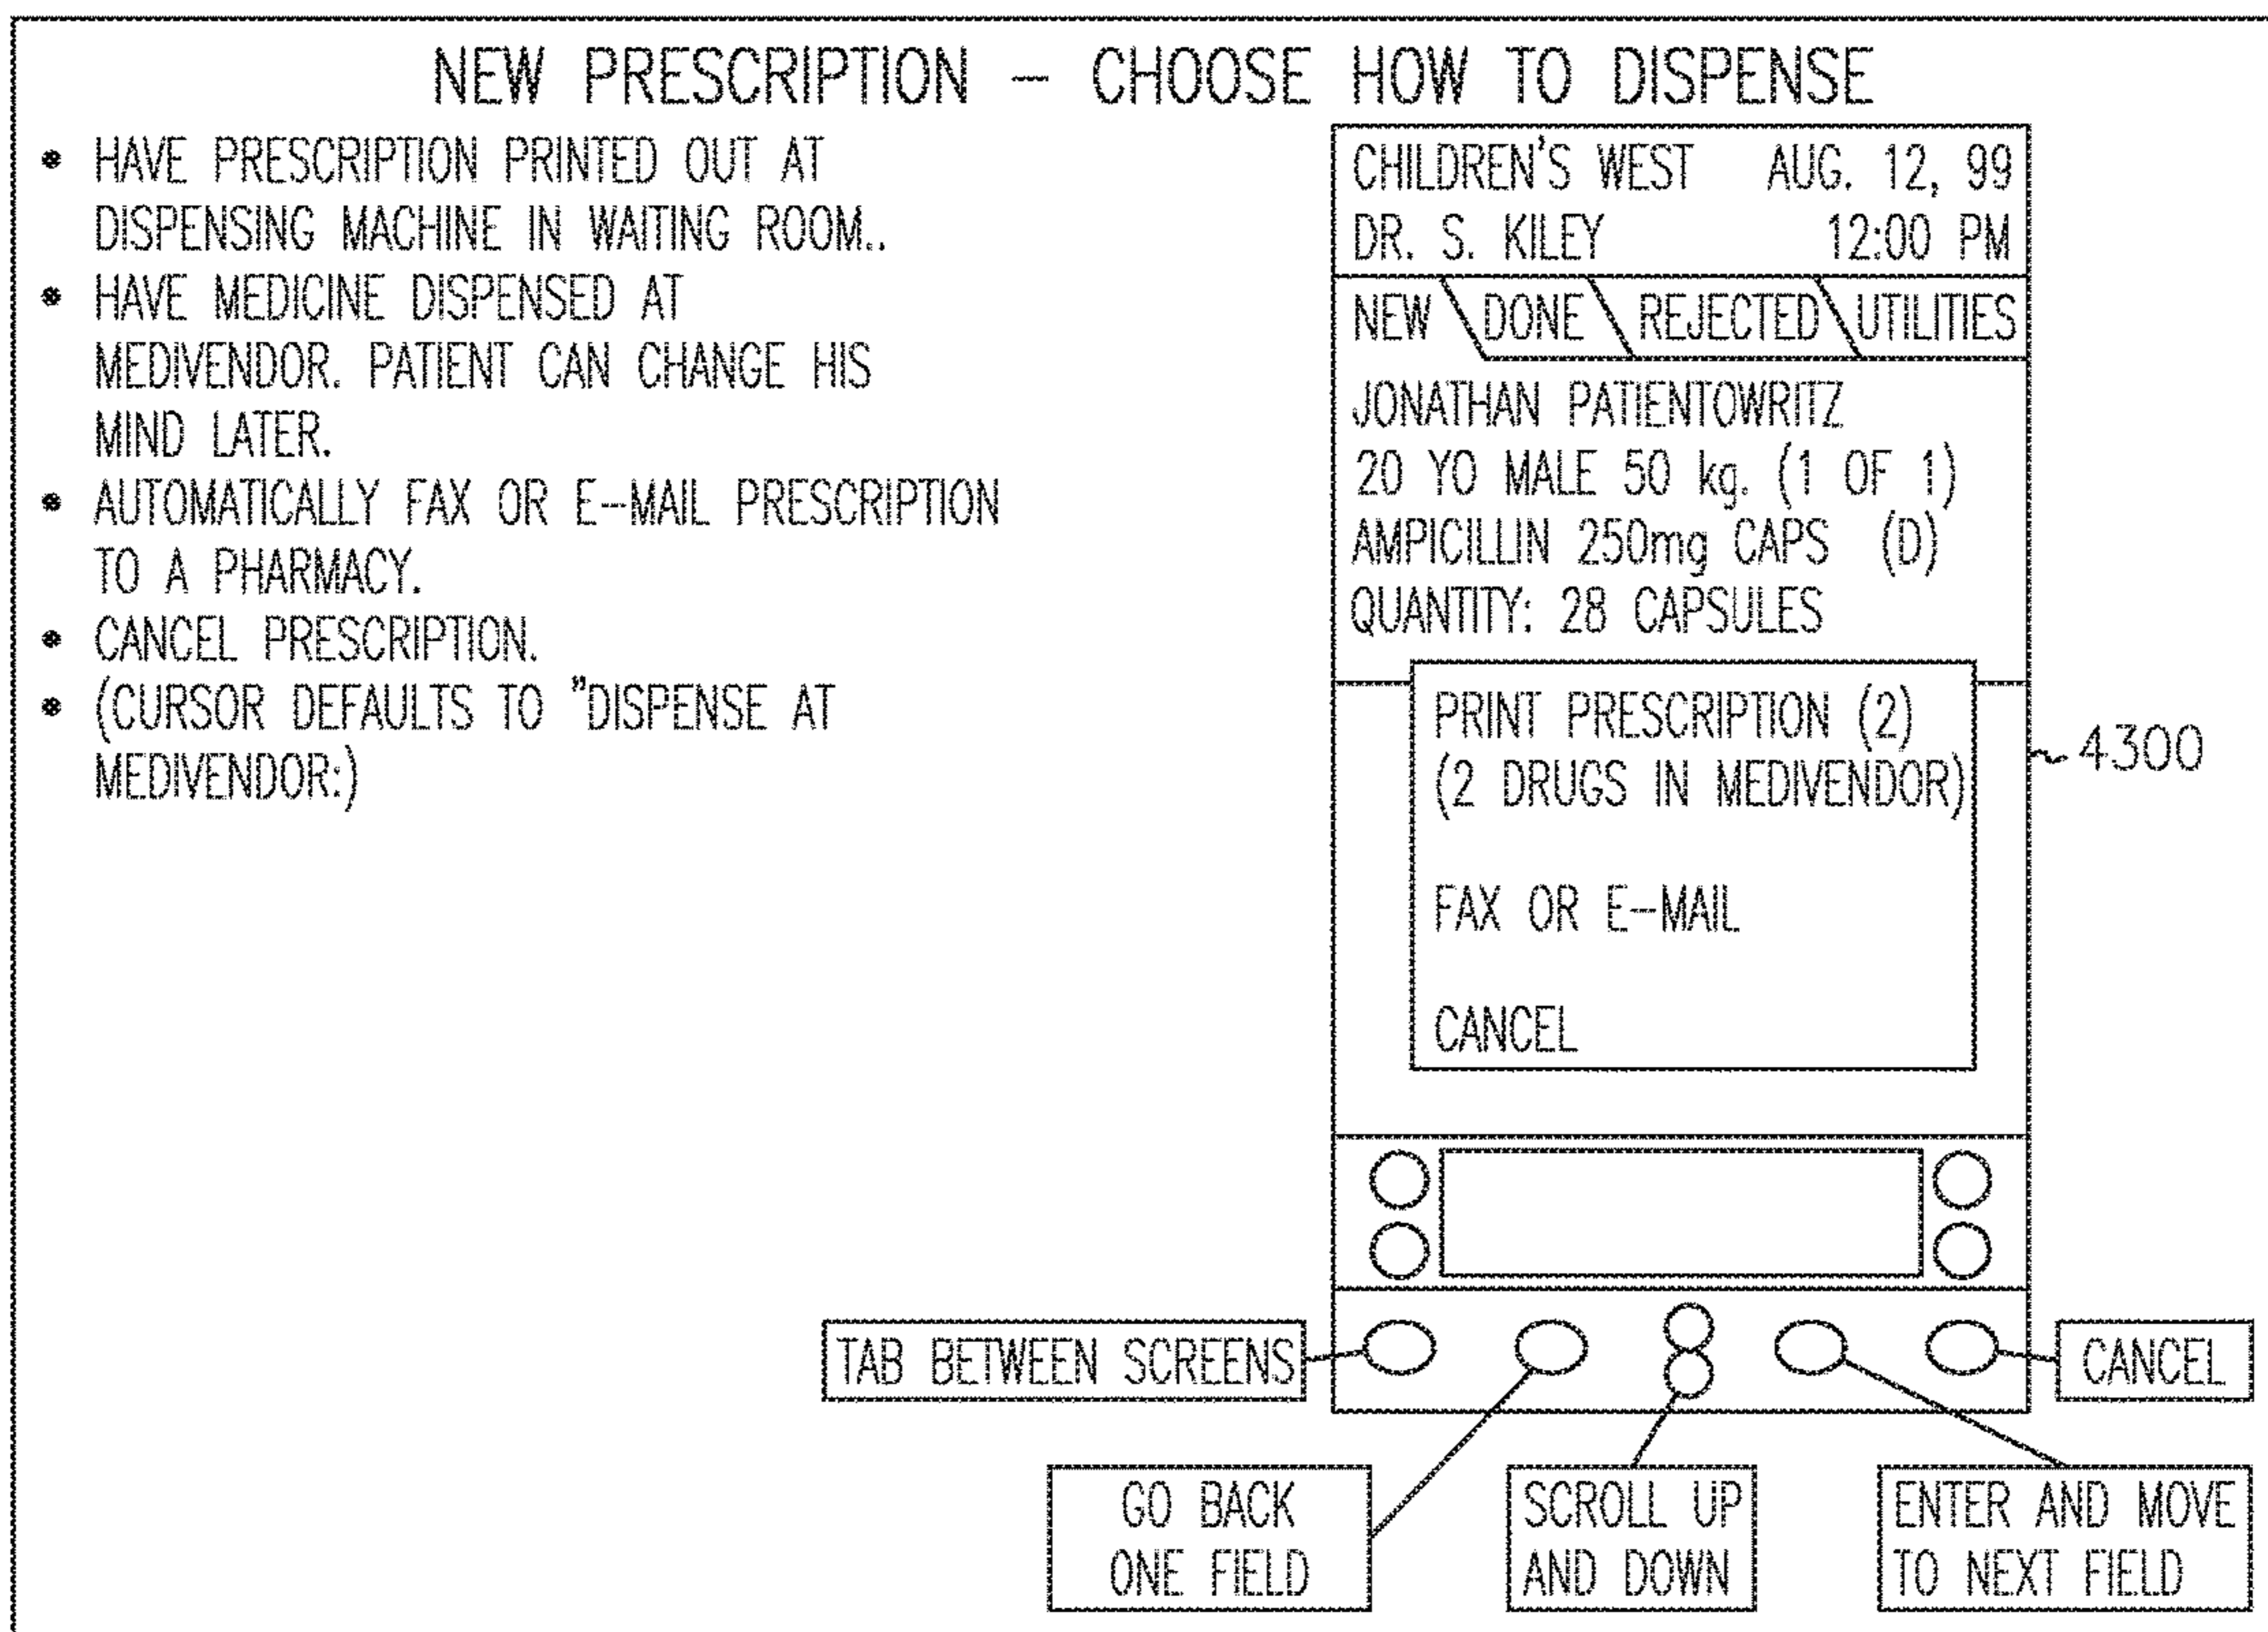 NEW PRESCRIPTION – CHOOSE HOW TO DISPENSE
• HAVE PRESCRIPTION PRINTED OUT AT
DISPENSING MACHINE IN WAITING ROOM..
• HAVE MEDICINE DISPENSED AT
MEDIVENDOR. PATIENT CAN CHANGE HIS
MIND LATER.
• AUTOMATICALLY FAX OR E-MAIL PRESCRIPTION
TO A PHARMACY.
• CANCEL PRESCRIPTION.
• (CURSOR DEFAULTS TO "DISPENSE AT
MEDIVENDOR:)
CHILDREN'S WEST AUG. 12, 99
DR. S. KILEY 12:00 PM
NEW DONE REJECTED UTILITIES
JONATHAN PATIENTOWRITZ
20 YO MALE 50 kg. (1 OF 1)
AMPICILLIN 250mg CAPS (D)
QUANTITY: 28 CAPSULES
PRINT PRESCRIPTION (2)
(2 DRUGS IN MEDIVENDOR)
FAX OR E-MAIL
CANCEL
4300
TAB BETWEEN SCREENS
CANCEL
GO BACK
ONE FIELD
SCROLL UP
AND DOWN
ENTER AND MOVE
TO NEXT FIELD